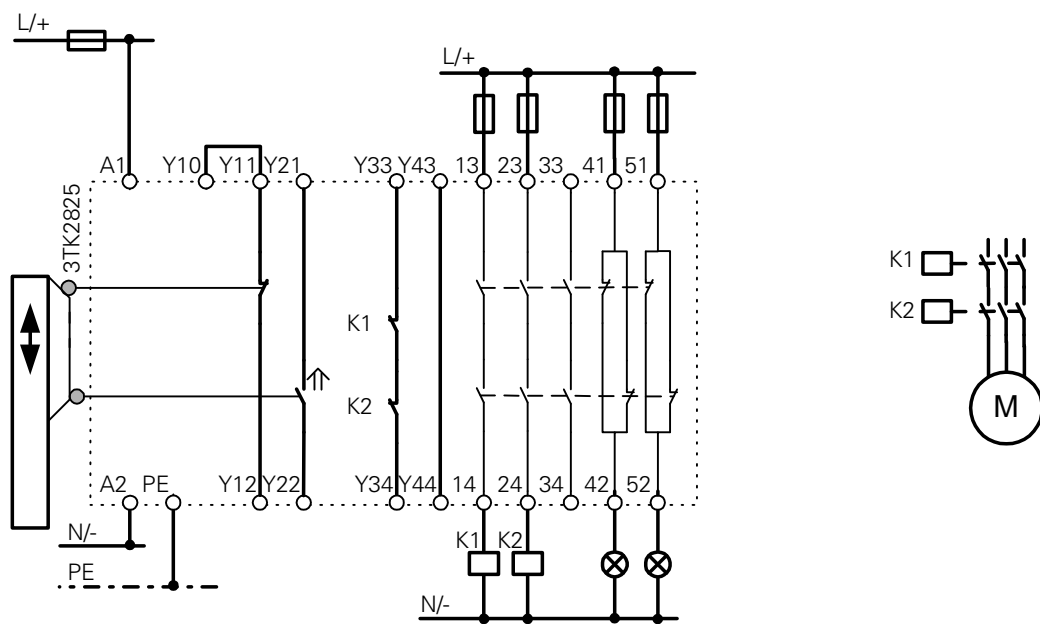 L/+
L/+
A1 Y10 Y11 Y21 Y33 Y43 13 23 33 41 51
3TK2825
K1
K1
K2
K2
M
A2 PE Y12 Y22 Y34 Y44 14 24 34 42 52
N/-
K1 K2
PE
N/-